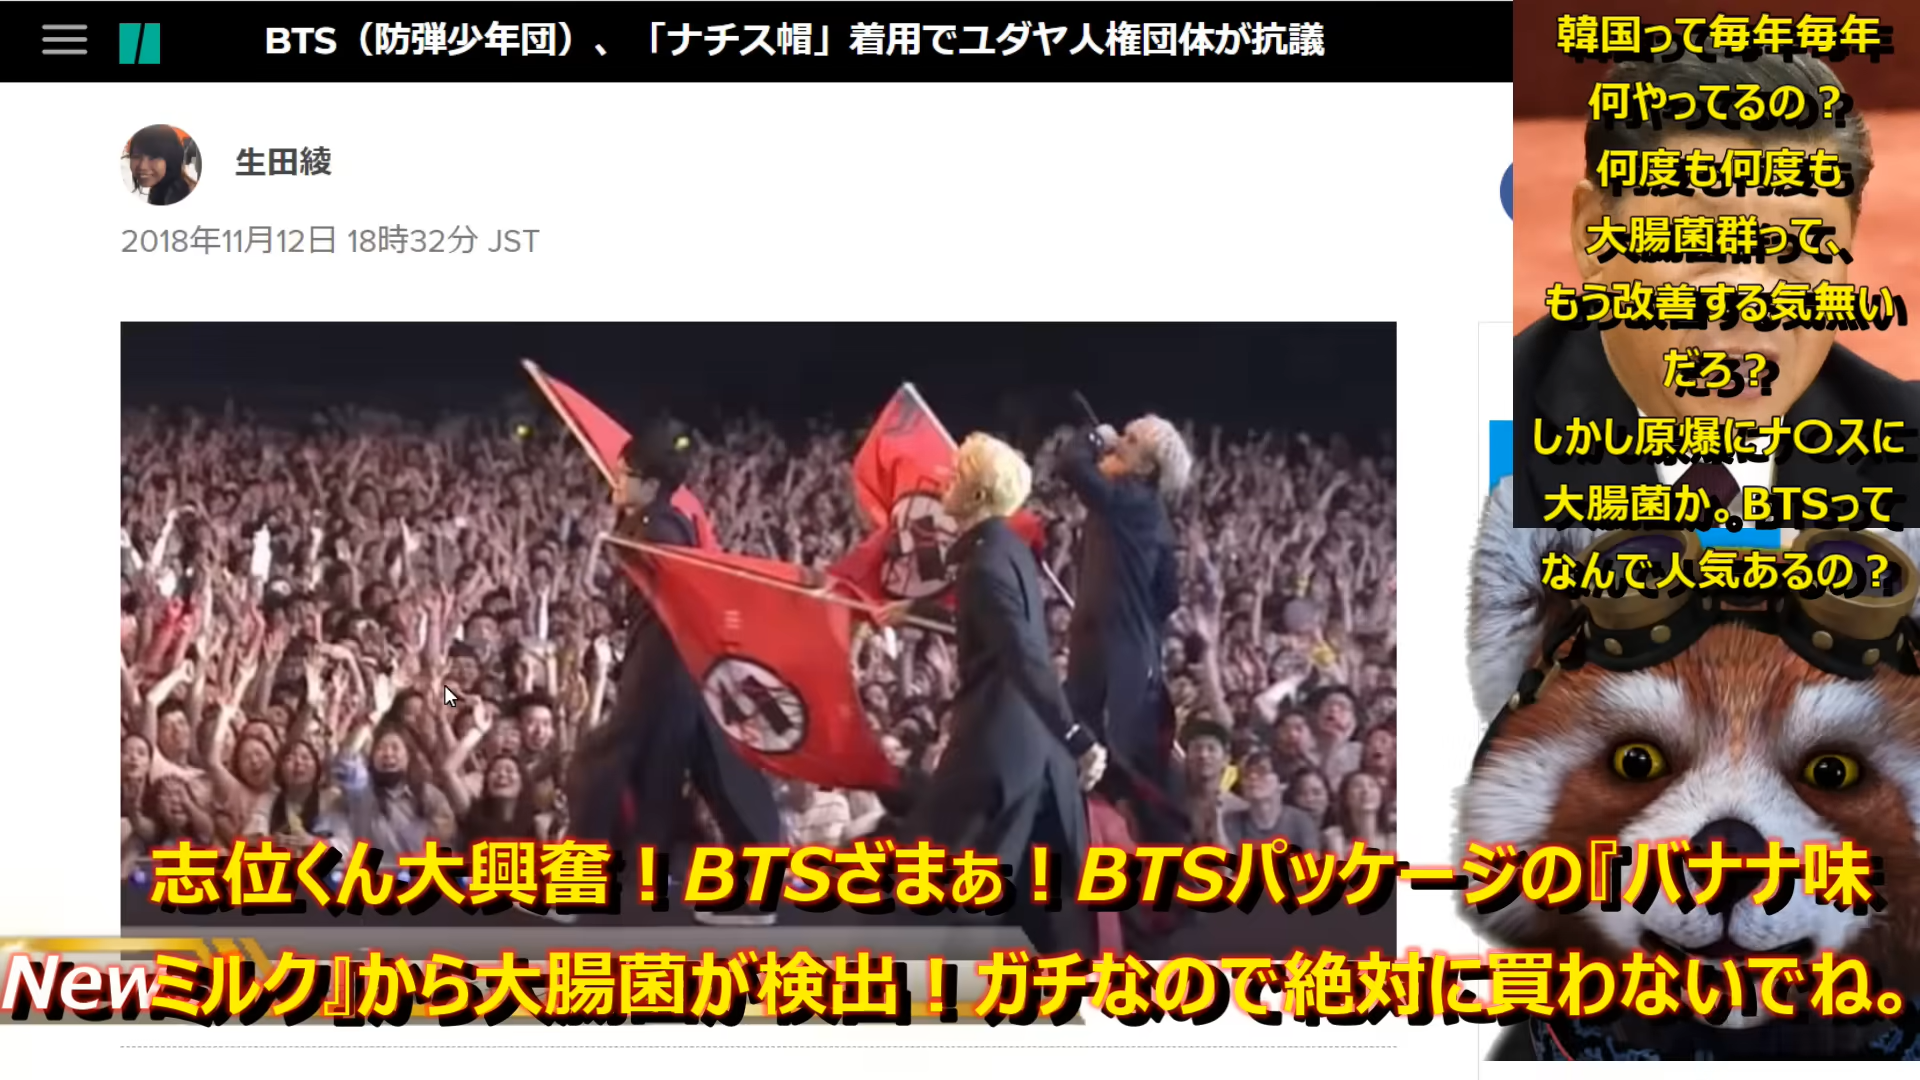 BTS（防弾少年団）、「ナチス帽」着用でユダヤ人権団体が抗議
生田綾
2018年11月12日 18時32分 JST
韓国って毎年毎年
何やってるの？
何度も何度も
大腸菌群って、
もう改善する気無い
だろ？
しかし原爆にナ〇スに
大腸菌か。BTSって
なんで人気あるの？
志位くん大興奮！BTSざまぁ！BTSパッケージの『バナナ味
New
ミルク』から大腸菌が検出！ガチなので絶対に買わないでね。